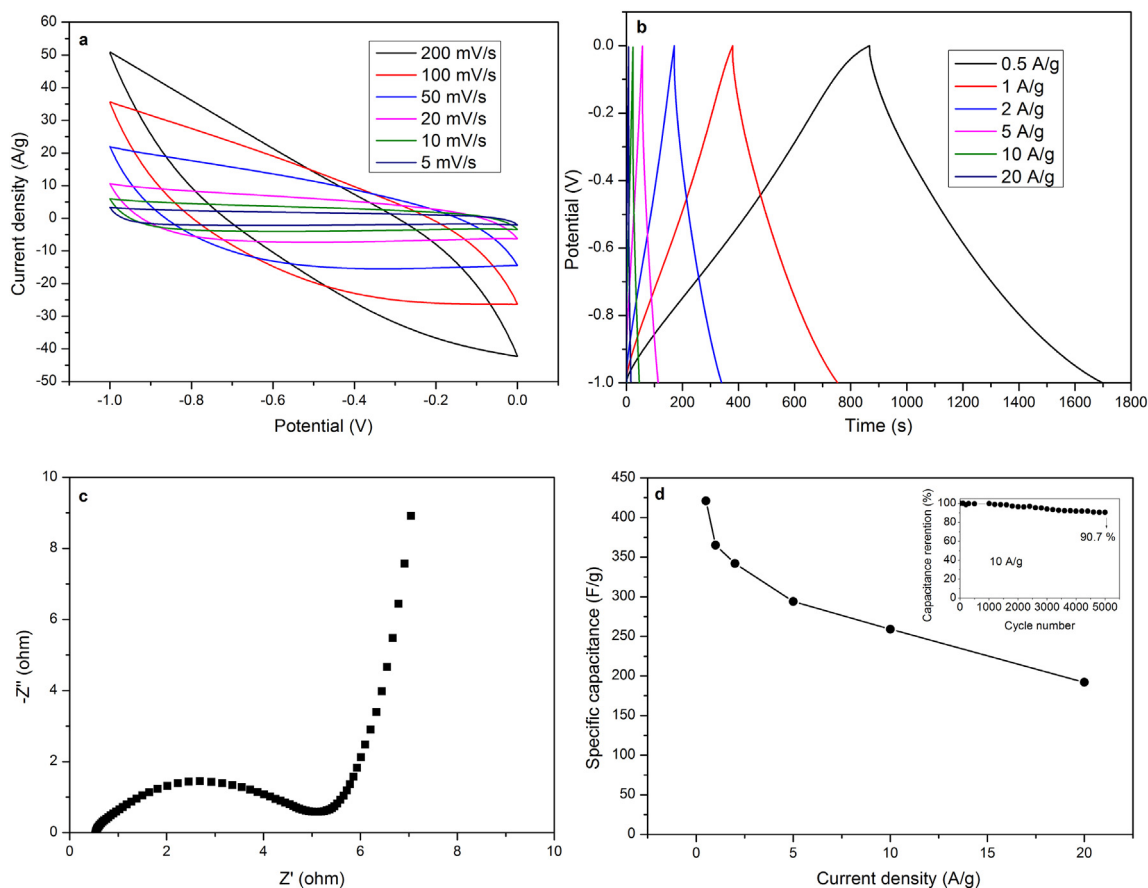 a
60
50
40
30
20
10
0
-10
-20
-30
-40
-50
Current density (A/g)
-1.0
-0.8
-0.6
-0.4
-0.2
0.0
Potential (V)
200 mV/s
100 mV/s
50 mV/s
20 mV/s
10 mV/s
5 mV/s
b
0.0
-0.2
-0.4
-0.6
-0.8
-1.0
Potential (V)
0
200
400
600
800
1000
1200
1400
1600
1800
Time (s)
0.5 A/g
1 A/g
2 A/g
5 A/g
10 A/g
20 A/g
c
10
8
6
4
2
0
-Z'' (ohm)
0
2
4
6
8
10
Z' (ohm)
d
450
400
350
300
250
200
150
100
50
0
Specific capacitance (F/g)
0
5
10
15
20
Current density (A/g)
100
80
60
40
20
0
Capacitance rerention (%)
90.7 %
10 A/g
0
1000
2000
3000
4000
5000
Cycle number